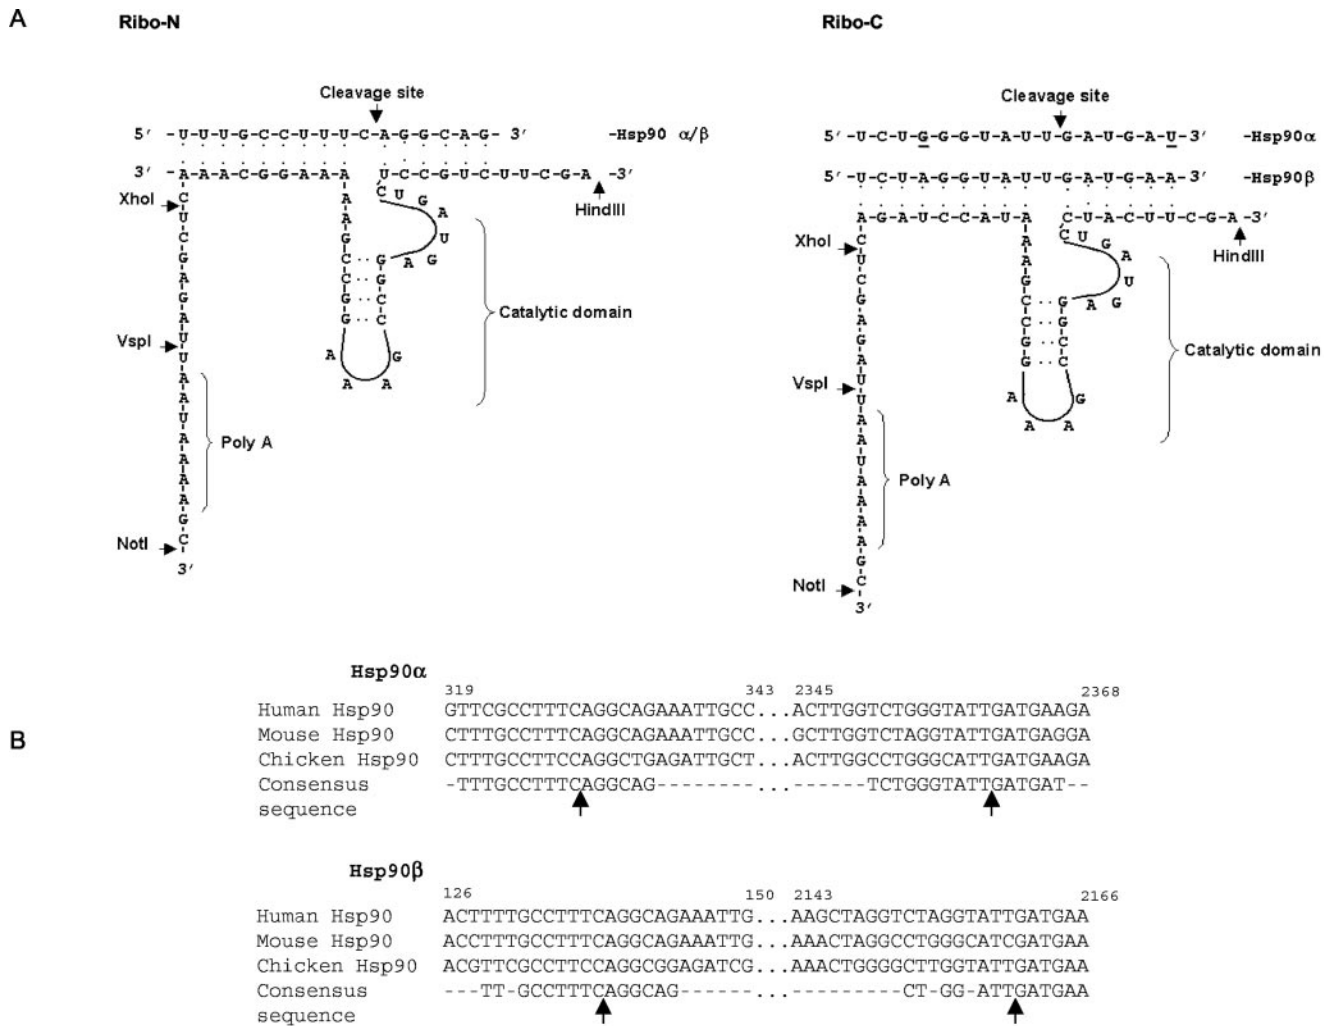 A
Ribo-N
Ribo-C
Cleavage site
5′ -U-U-U-G-C-C-U-U-U-C-A-G-G-C-A-G- 3′ -Hsp90 α/β
3′ -A-A-A-C-G-G-A-A-A U-C-C-G-U-C-U-U-C-G-A -3′
XhoI
HindIII
C U C G A G A U U A A U A A A A G C
A A G C C G G A A A G C C G G A G U A G U C
Catalytic domain
VspI
Poly A
NotI
3′
Cleavage site
5′ -U-C-U-G-G-G-U-A-U-U-G-A-U-G-A-U-3′ -Hsp90α
5′ -U-C-U-A-G-G-U-A-U-U-G-A-U-G-A-A-3′ -Hsp90β
A-G-A-U-C-C-A-U-A C-U-A-C-U-U-C-G-A-3′
XhoI
HindIII
C U C G A G A U U A A U A A A A G C
A A G C C G G A A A G C C G G A G U A G U C
Catalytic domain
VspI
Poly A
NotI
3′
B
Hsp90α
319 343 2345 2368
Human Hsp90 GTTCGCCTTTCAGGCAGAAATTGCC...ACTTGGTCTGGGTATTGATGAAGA
Mouse Hsp90 CTTTGCCTTTCAGGCAGAAATTGCC...GCTTGGTCTAGGTATTGATGAGGA
Chicken Hsp90 CTTTGCCTTCCAGGCTGAGATTGCT...ACTTGGCCTGGGCATTGATGAAGA
Consensus -TTTGCCTTTCAGGCAG--------...------TCTGGGTATTGATGAT--
sequence
Hsp90β
126 150 2143 2166
Human Hsp90 ACTTTTGCCTTTCAGGCAGAAATTG...AAGCTAGGTCTAGGTATTGATGAA
Mouse Hsp90 ACCTTTGCCTTTCAGGCAGAAATTG...AAACTAGGCCTGGGCATCGATGAA
Chicken Hsp90 ACGTTCGCCTTCCAGGCGGAGATCG...AAACTGGGGCTTGGTATTGATGAA
Consensus ---TT-GCCTTTCAGGCAG------...---------CT-GG-ATTGATGAA
sequence